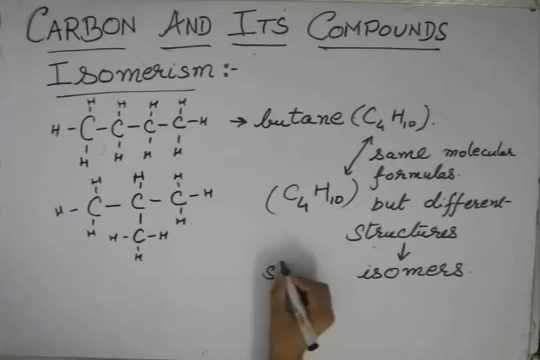 CARBON AND ITS COMPOUNDS
Isomerism:-
H H H H
H-C-C-C-C-H → butane (C4H10).
H H H H
same molecular
formulas
H H H
H-C-C-C-H (C4H10) but different
H H
structures
H-C-H
H
isomers.
s